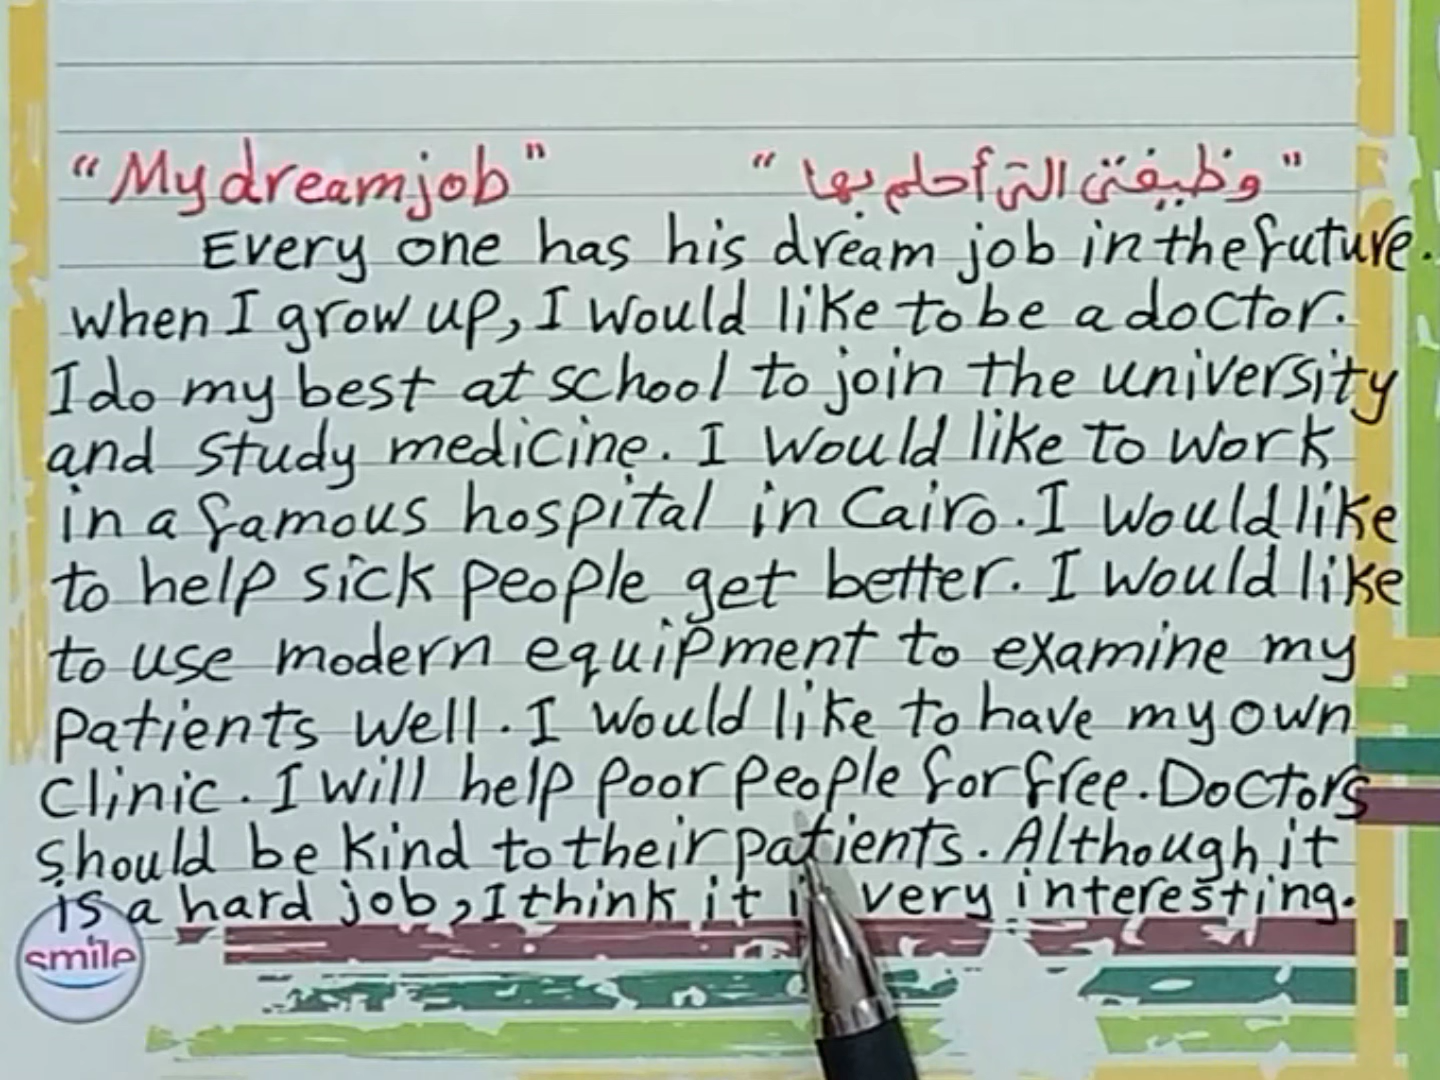 "My dream job" "وظيفتى التى أحلم بها"
Every one has his dream job in the future.
when I grow up, I would like to be a doctor.
I do my best at school to join the university
and study medicine. I would like to work
in a famous hospital in Cairo. I would like
to help sick people get better. I would like
to use modern equipment to examine my
patients well. I would like to have my own
clinic. I will help poor people for free. Doctors
should be kind to their patients. Although it
is a hard job, I think it is very interesting.
smile